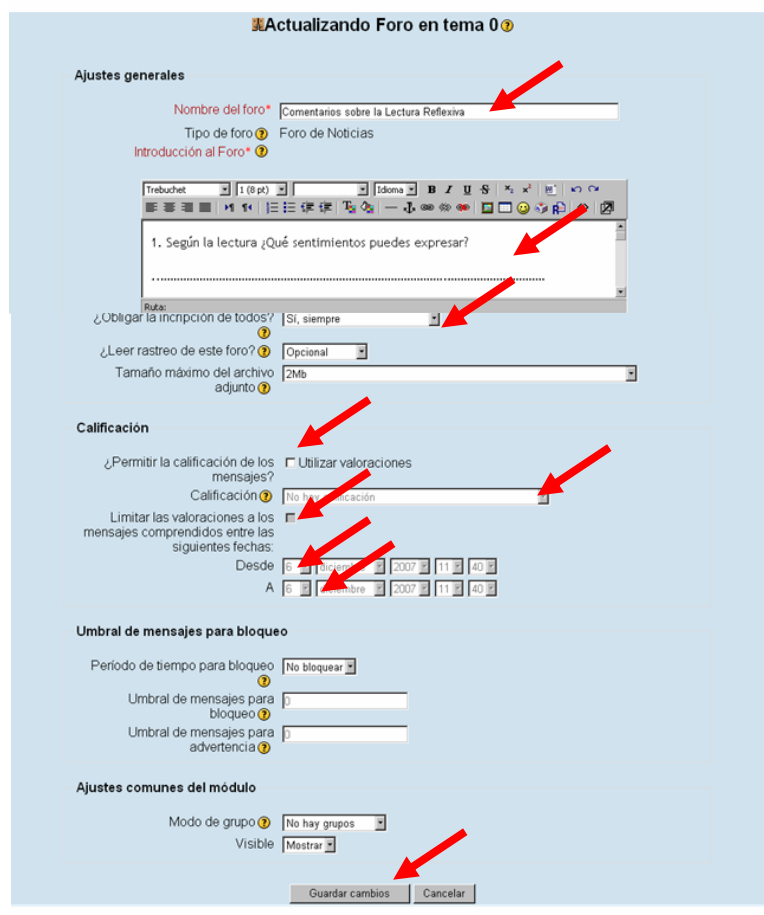 Actualizando Foro en tema 0
Ajustes generales
Nombre del foro* Comentarios sobre la Lectura Reflexiva
Tipo de foro Foro de Noticias
Introducción al Foro*
Trebuchet 1 (8 pt) Idioma B I U S
1. Según la lectura ¿Qué sentimientos puedes expresar?
Ruta:
¿Obligar la incripción de todos? Sí, siempre
¿Leer rastreo de este foro? Opcional
Tamaño máximo del archivo 2Mb
adjunto
Calificación
¿Permitir la calificación de los Utilizar valoraciones
mensajes?
Calificación No hay calificación
Limitar las valoraciones a los
mensajes comprendidos entre las
siguientes fechas:
Desde 6 diciembre 2007 11 40
A 6 diciembre 2007 11 40
Umbral de mensajes para bloqueo
Período de tiempo para bloqueo No bloquear
Umbral de mensajes para 0
bloqueo
Umbral de mensajes para 0
advertencia
Ajustes comunes del módulo
Modo de grupo No hay grupos
Visible Mostrar
Guardar cambios Cancelar